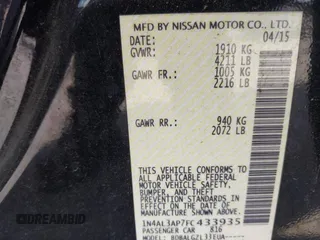 MFD BY NISSAN MOTOR CO., LTD.
DATE: 04/15
GVWR: 1910 KG
4211 LB
GAWR FR.: 1005 KG
2216 LB
GAWR RR.: 940 KG
2072 LB
THIS VEHICLE CONFORMS TO ALL
APPLICABLE FEDERAL MOTOR VEHICLE
SAFETY, BUMPER, AND THEFT
PREVENTION STANDARDS IN EFFECT
ON THE DATE OF MANUFACTURE
SHOWN ABOVE.
1N4AL3AP7FC433935
PASSENGER CAR 816
MODEL:
DREAMBID